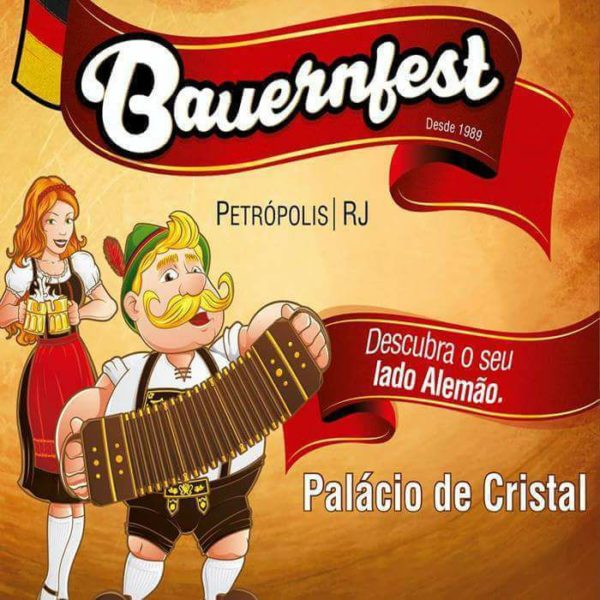 Bauernfest
Desde 1989
PETRÓPOLIS|RJ
Descubra o seu
lado Alemão.
Palácio de Cristal